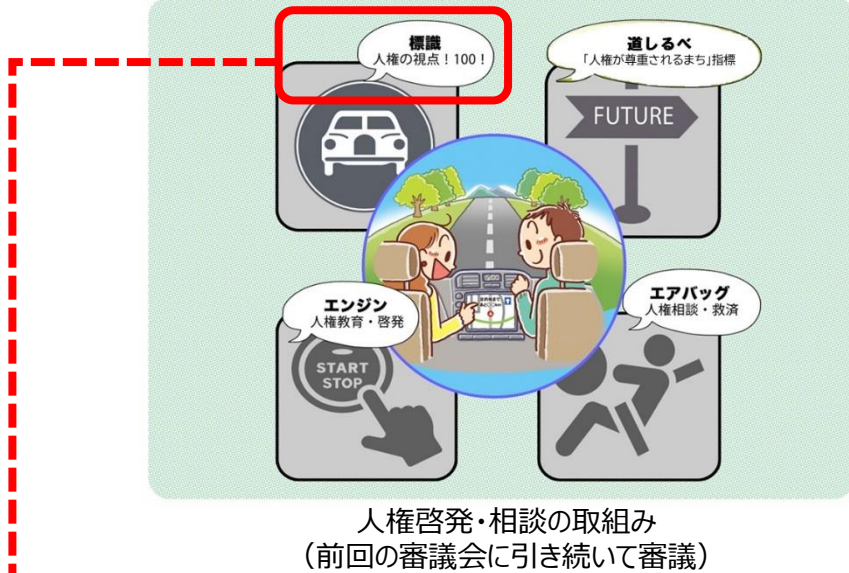 標識
人権の視点！100！
道しるべ
「人権が尊重されるまち」指標
FUTURE
エンジン
人権教育・啓発
エアバッグ
人権相談・救済
START
STOP
人権啓発・相談の取組み
（前回の審議会に引き続いて審議）